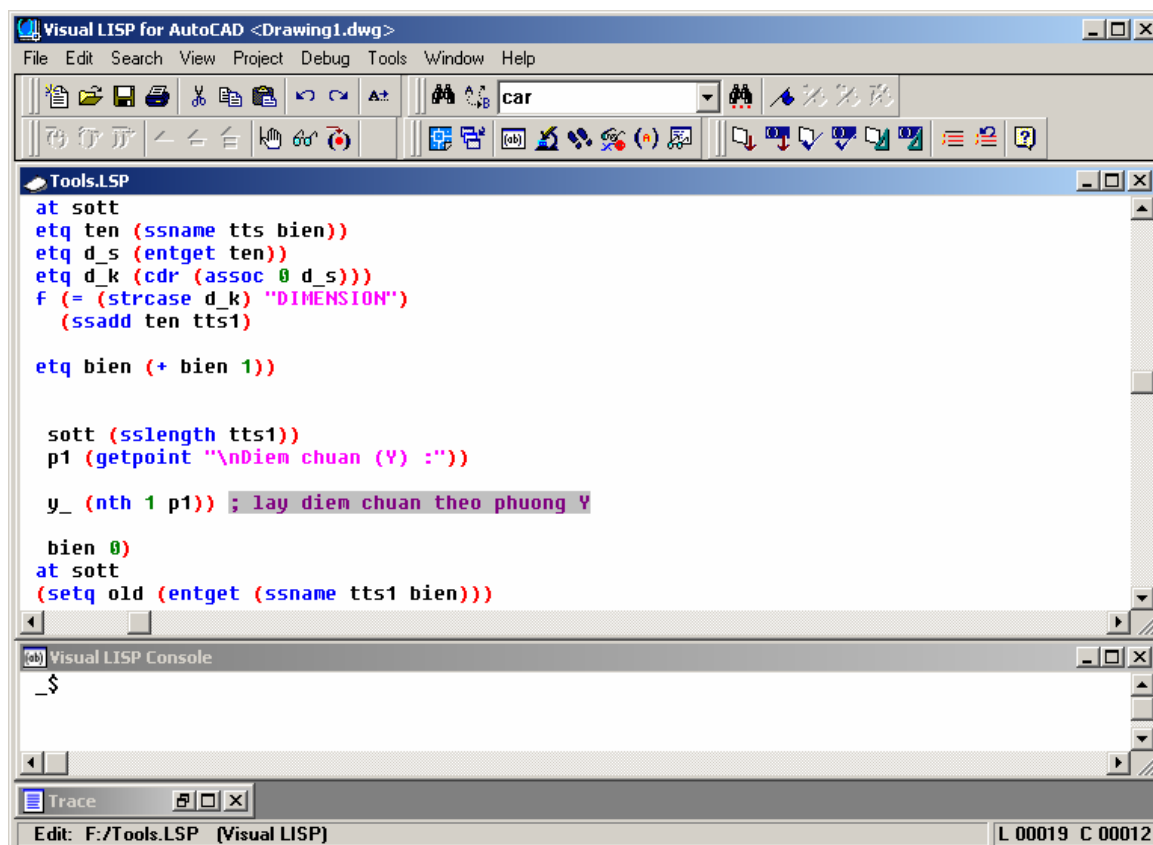 Visual LISP for AutoCAD <Drawing1.dwg>
File Edit Search View Project Debug Tools Window Help
car
Tools.LSP
at sott
etq ten (ssname tts bien))
etq d_s (entget ten))
etq d_k (cdr (assoc 0 d_s)))
f (= (strcase d_k) "DIMENSION")
(ssadd ten tts1)
etq bien (+ bien 1))
sott (sslength tts1))
p1 (getpoint "\nDiem chuan (Y) :"))
y_ (nth 1 p1)) ; lay diem chuan theo phuong Y
bien 0)
at sott
(setq old (entget (ssname tts1 bien)))
Visual LISP Console
_$
Trace
Edit: F:/Tools.LSP (Visual LISP) L 00019 C 00012